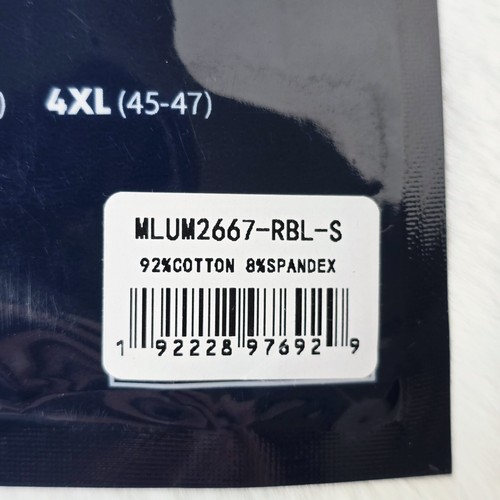 ) 4XL (45-47)
MLUM2667-RBL-S
92%COTTON 8%SPANDEX
1 92228 97692 9